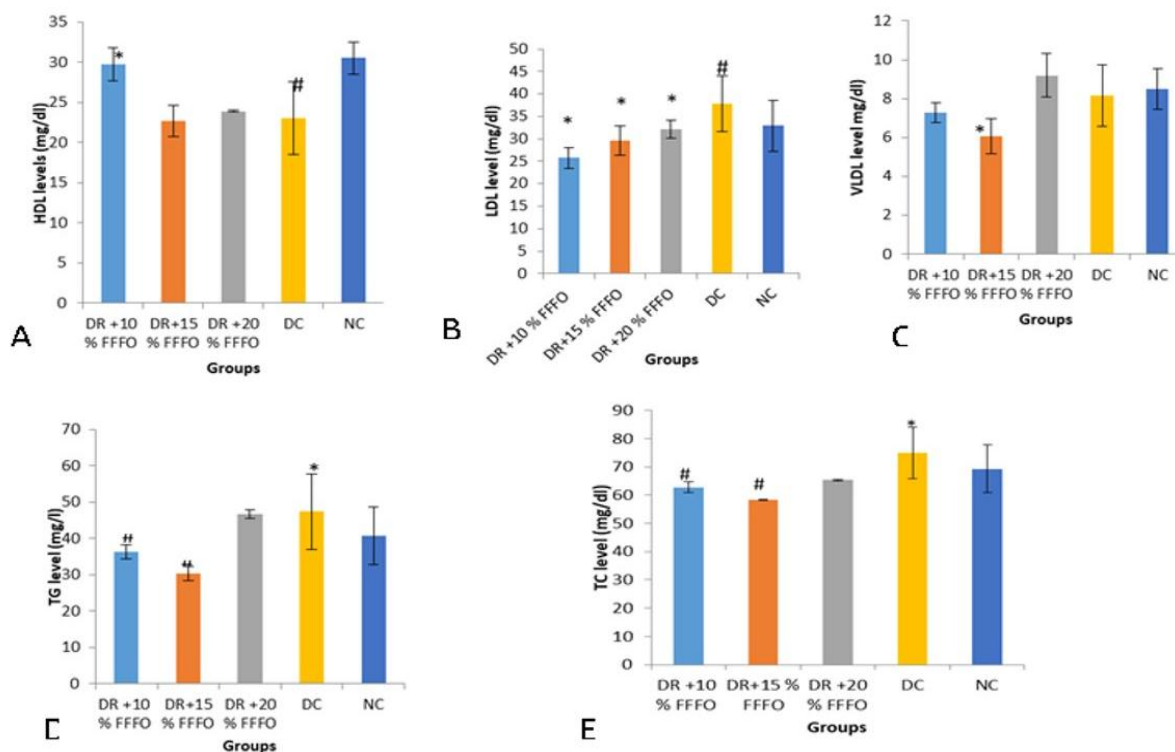 HDL levels (mg/dl)
35
30
25
20
15
10
5
0
*
#
DR +10 % FFFO
DR+15 % FFFO
DR +20 % FFFO
DC
NC
Groups
A
LDL level (mg/dl)
50
45
40
35
30
25
20
15
10
5
0
*
*
*
#
DR +10 % FFFO
DR+15 % FFFO
DR +20 % FFFO
DC
NC
Groups
B
VLDL level mg/dl)
12
10
8
6
4
2
0
*
DR +10 % FFFO
DR+15 % FFFO
DR +20 % FFFO
DC
NC
Groups
C
TG level (mg/l)
70
60
50
40
30
20
10
0
#
#
*
DR +10 % FFFO
DR+15 % FFFO
DR +20 % FFFO
DC
NC
Groups
TC level (mg/dl)
90
80
70
60
50
40
30
20
10
0
#
#
*
DR +10 % FFFO
DR+15 % FFFO
DR +20 % FFFO
DC
NC
Groups
E